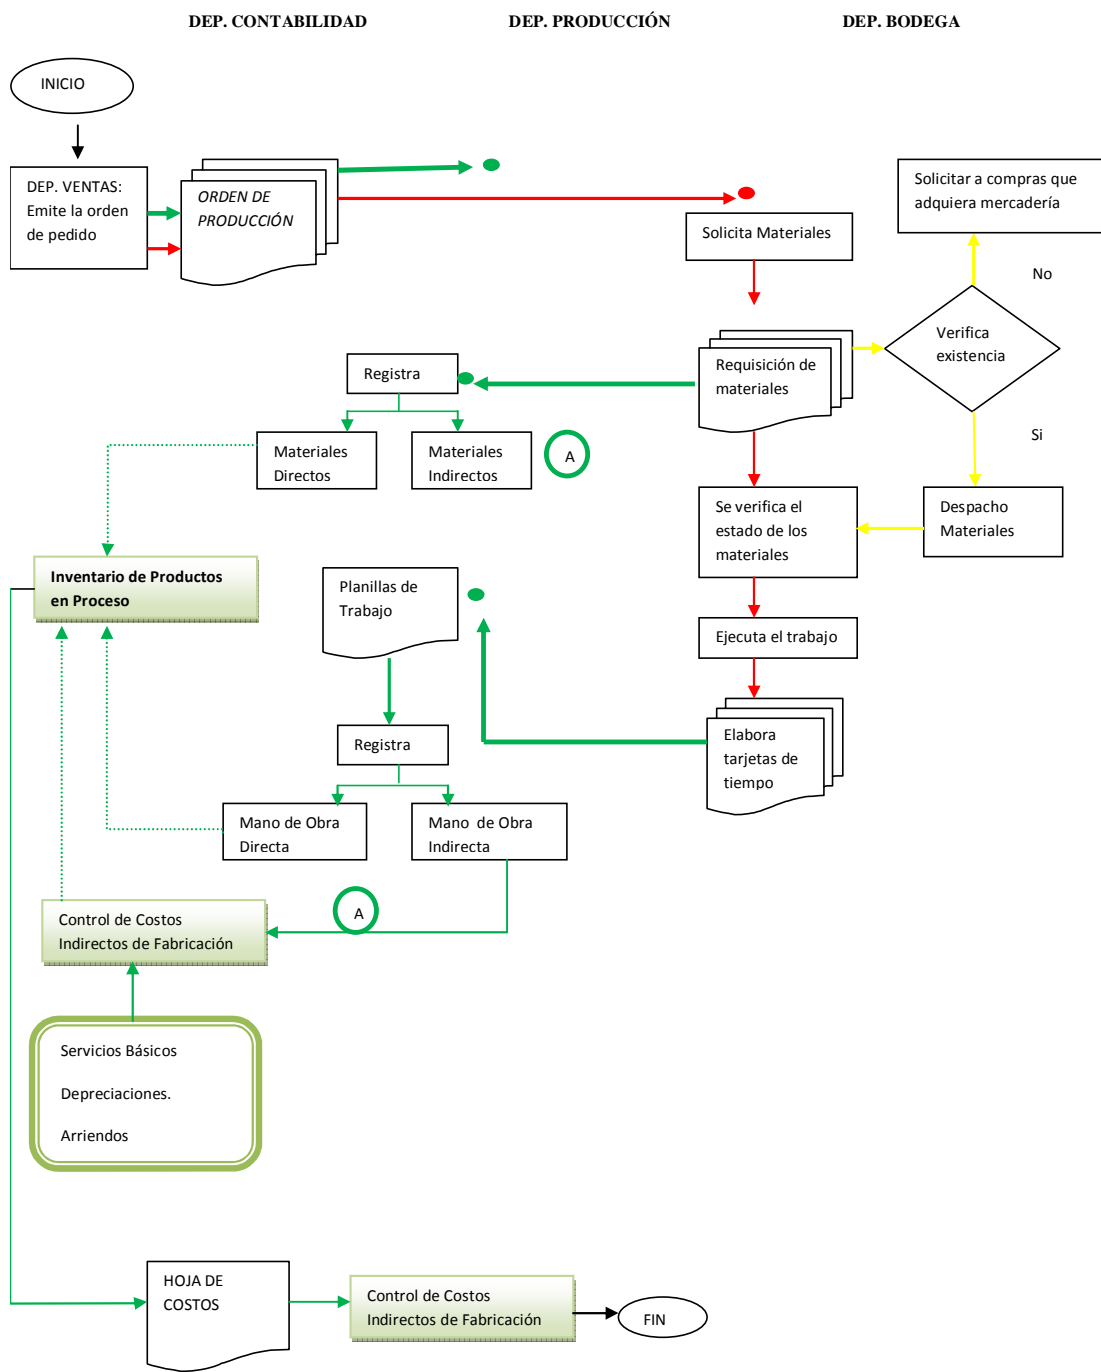 DEP. CONTABILIDAD
DEP. PRODUCCIÓN
DEP. BODEGA
INICIO
DEP. VENTAS:
Emite la orden
de pedido
ORDEN DE
PRODUCCIÓN
Solicitar a compras que
adquiera mercadería
Solicita Materiales
No
Verifica
existencia
Requisición de
materiales
Registra
Si
Materiales
Directos
Materiales
Indirectos
A
Se verifica el
estado de los
materiales
Despacho
Materiales
Inventario de Productos
en Proceso
Planillas de
Trabajo
Ejecuta el trabajo
Registra
Elabora
tarjetas de
tiempo
Mano de Obra
Directa
Mano de Obra
Indirecta
A
Control de Costos
Indirectos de Fabricación
Servicios Básicos
Depreciaciones.
Arriendos
HOJA DE
COSTOS
Control de Costos
Indirectos de Fabricación
FIN